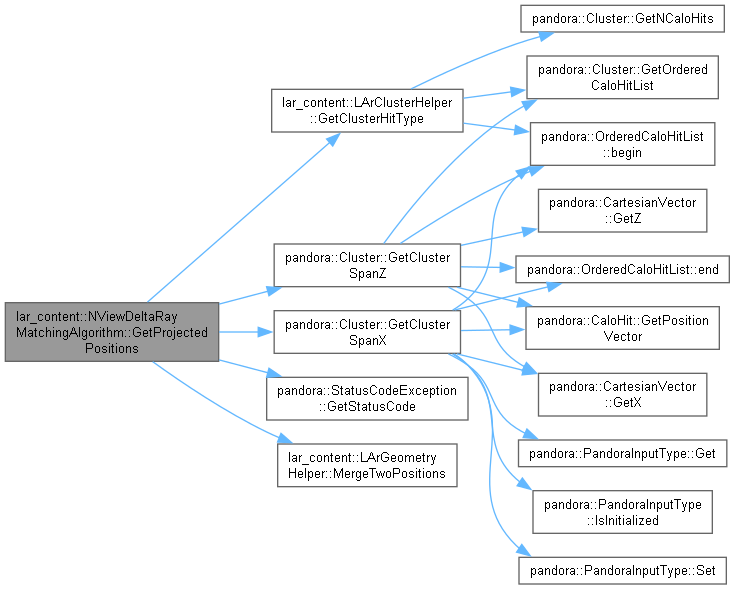 lar_content::NViewDeltaRay
MatchingAlgorithm::GetProjected
Positions
lar_content::LArClusterHelper
::GetClusterHitType
pandora::Cluster::GetCluster
SpanZ
pandora::Cluster::GetCluster
SpanX
pandora::StatusCodeException
::GetStatusCode
lar_content::LArGeometry
Helper::MergeTwoPositions
pandora::Cluster::GetNCaloHits
pandora::Cluster::GetOrdered
CaloHitList
pandora::OrderedCaloHitList
::begin
pandora::CartesianVector
::GetZ
pandora::OrderedCaloHitList::end
pandora::CaloHit::GetPosition
Vector
pandora::CartesianVector
::GetX
pandora::PandoraInputType::Get
pandora::PandoraInputType
::IsInitialized
pandora::PandoraInputType::Set